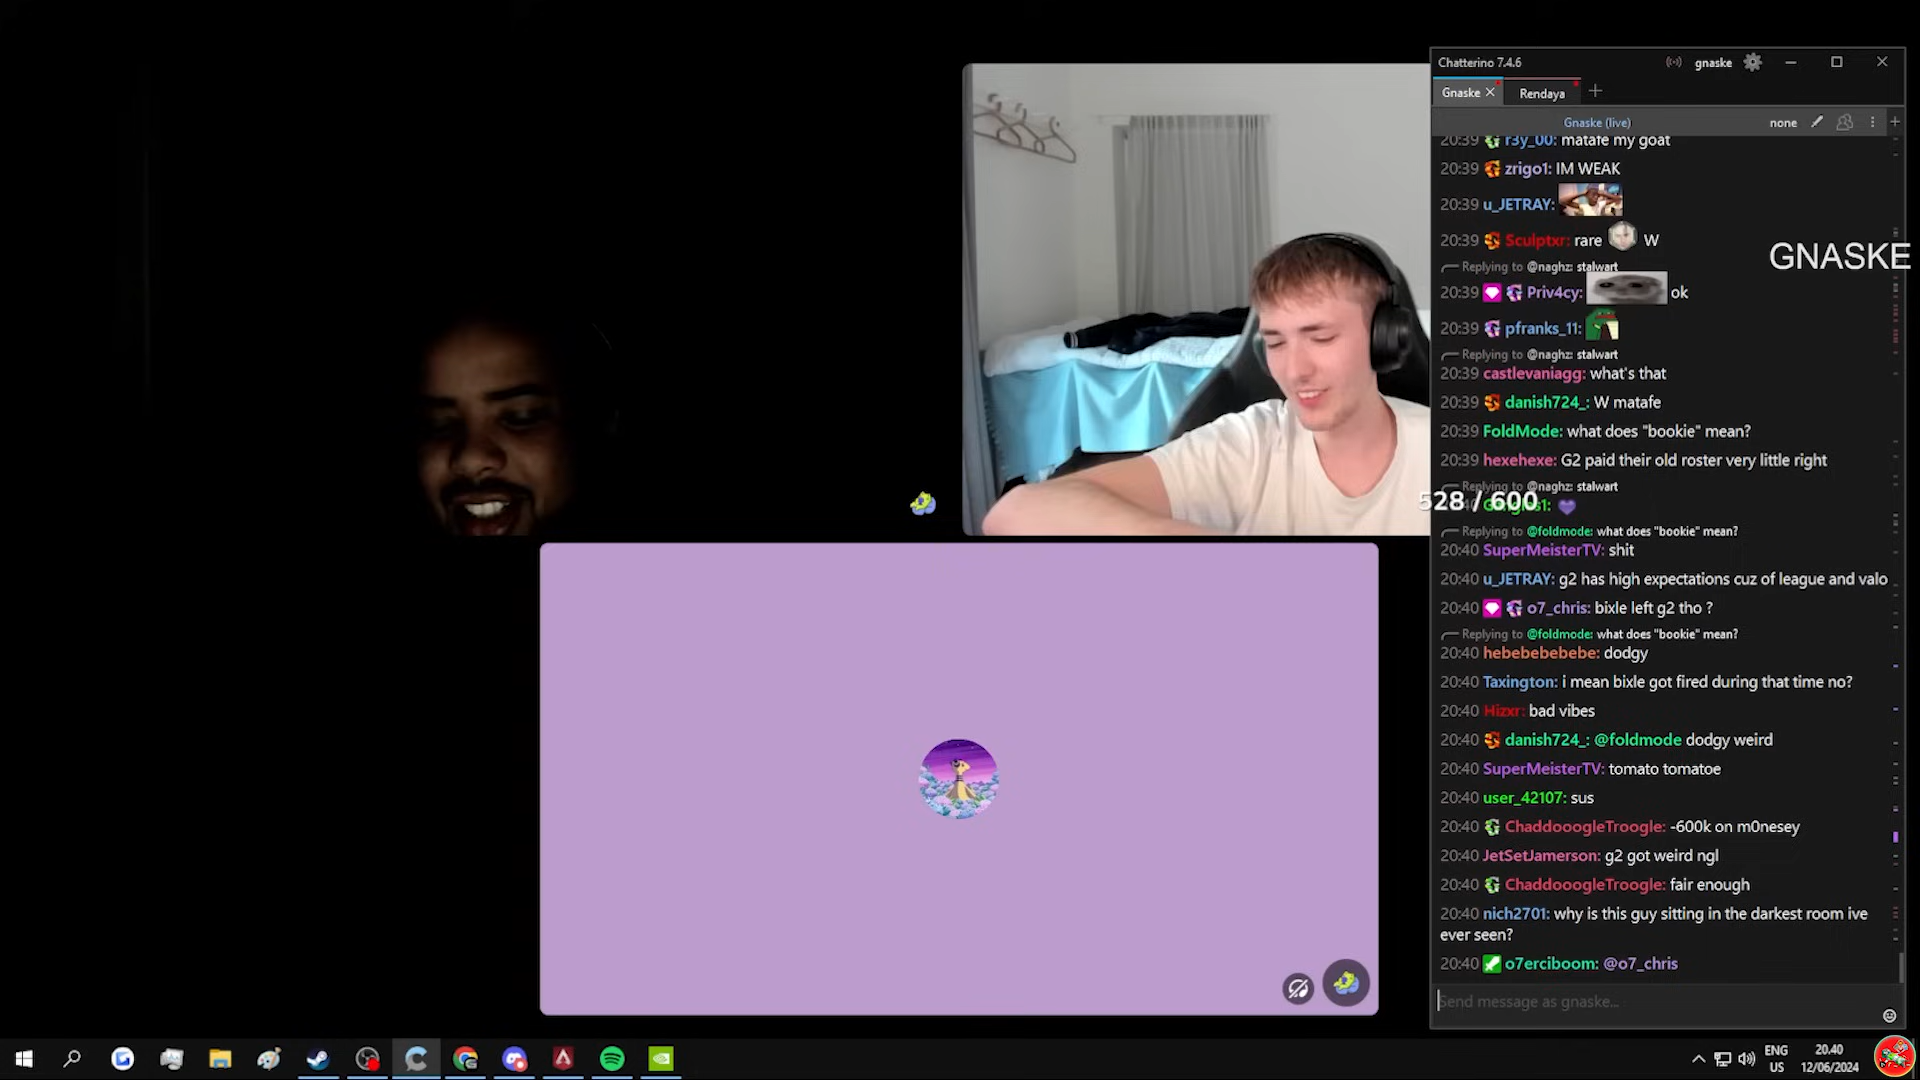 Chatterino 7.4.6
gnaske
Gnaske
Rendaya
Gnaske (live)
none
20:39 r3y_00: matafe my goat
20:39 zrigo1: IM WEAK
20:39 u_JETRAY:
20:39 Sculptxr: rare W
GNASKE
Replying to @naghz: stalwart
20:39 Priv4cy: ok
20:39 pfranks_11:
Replying to @naghz: stalwart
20:39 castlevaniagg: what's that
20:39 danish724_: W matafe
20:39 FoldMode: what does "bookie" mean?
20:39 hexehexe: G2 paid their old roster very little right
Replying to @naghz: stalwart
528 / 600
Replying to @foldmode: what does "bookie" mean?
20:40 SuperMeisterTV: shit
20:40 u_JETRAY: g2 has high expectations cuz of league and valo
20:40 o7_chris: bixle left g2 tho ?
Replying to @foldmode: what does "bookie" mean?
20:40 hebebebebebe: dodgy
20:40 Taxington: i mean bixle got fired during that time no?
20:40 Hizxr: bad vibes
20:40 danish724_: @foldmode dodgy weird
20:40 SuperMeisterTV: tomato tomatoe
20:40 user_42107: sus
20:40 ChaddooogleTroogle: -600k on m0nesey
20:40 JetSetJamerson: g2 got weird ngl
20:40 ChaddooogleTroogle: fair enough
20:40 nich2701: why is this guy sitting in the darkest room ive
ever seen?
20:40 o7erciboom: @o7_chris
Send message as gnaske...
ENG
US
20.40
12/06/2024